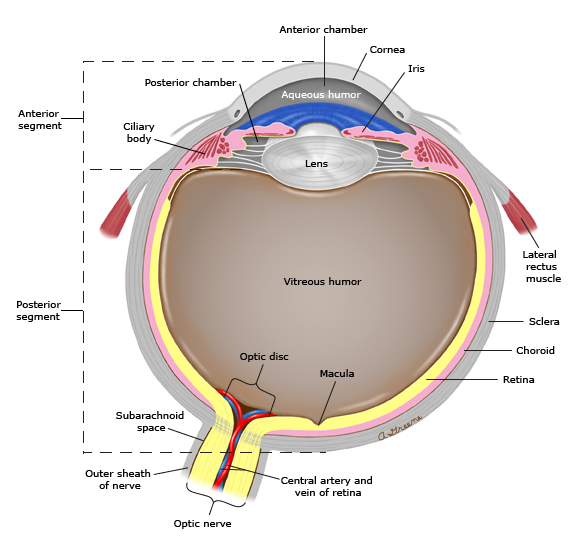 Anterior chamber
Cornea
Iris
Posterior chamber
Aqueous humor
Anterior
segment
Ciliary
body
Lens
Lateral
rectus
muscle
Vitreous humor
Posterior
segment
Sclera
Choroid
Optic disc
Macula
Retina
Subarachnoid
space
A. Greene
Outer sheath
of nerve
Central artery and
vein of retina
Optic nerve